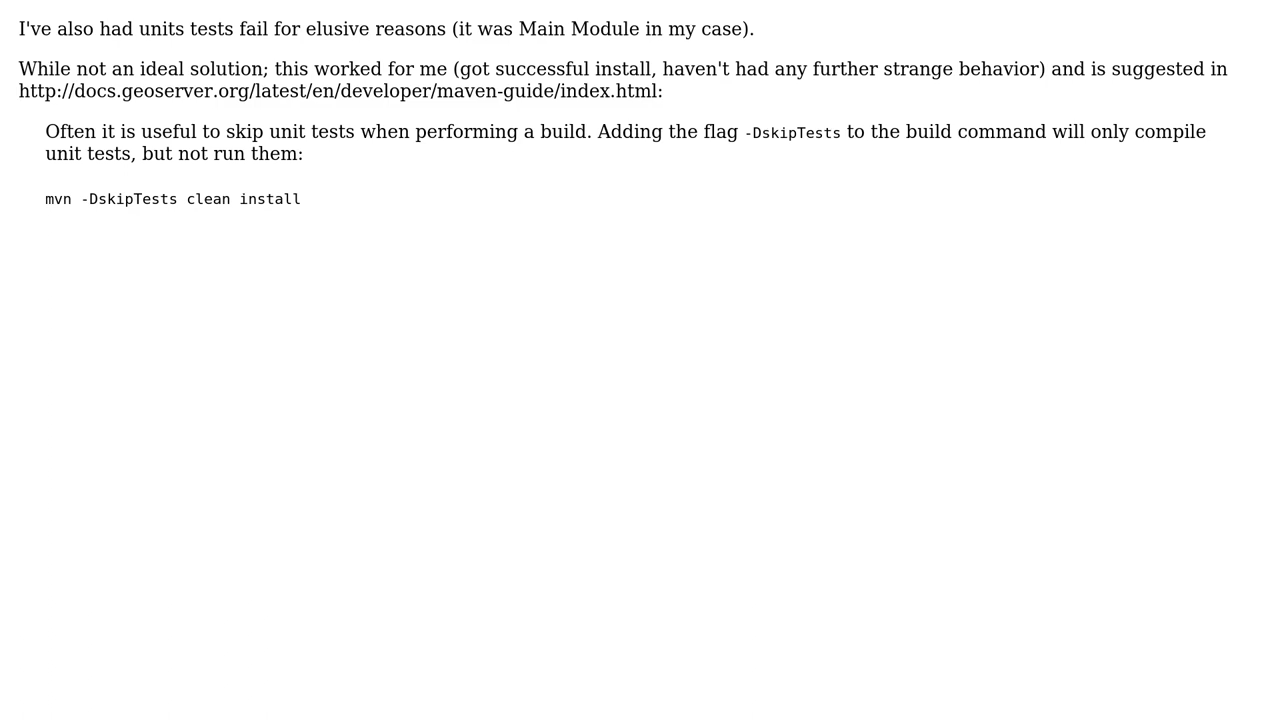 I've also had units tests fail for elusive reasons (it was Main Module in my case).
While not an ideal solution; this worked for me (got successful install, haven't had any further strange behavior) and is suggested in
http://docs.geoserver.org/latest/en/developer/maven-guide/index.html:
Often it is useful to skip unit tests when performing a build. Adding the flag -DskipTests to the build command will only compile
unit tests, but not run them:
mvn -DskipTests clean install